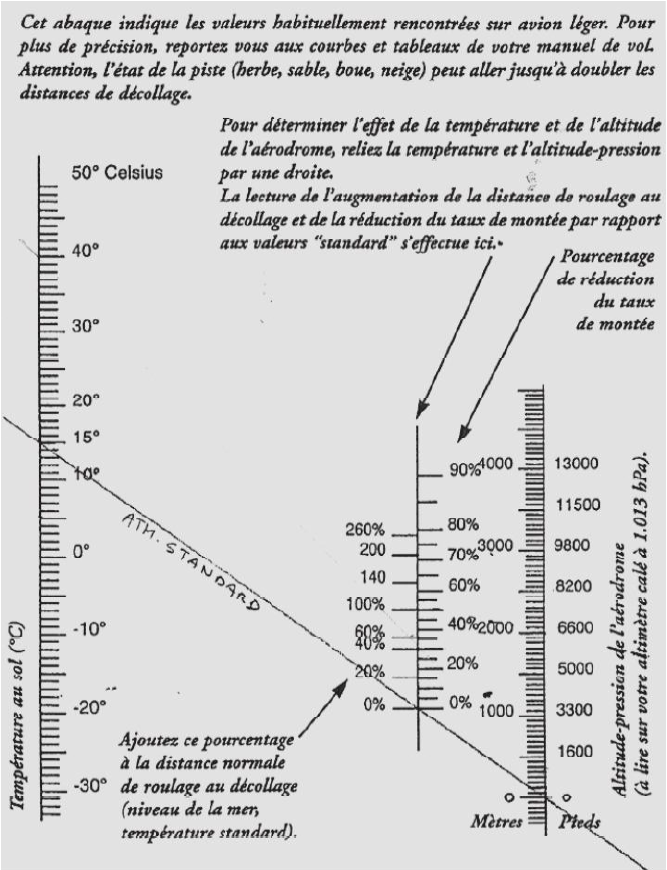 Cet abaque indique les valeurs habituellement rencontrées sur avion léger. Pour
plus de précision, reportez vous aux courbes et tableaux de votre manuel de vol.
Attention, l'état de la piste (herbe, sable, boue, neige) peut aller jusqu'à doubler les
distances de décollage.
Pour déterminer l'effet de la température et de l'altitude
de l'aérodrome, reliez la température et l'altitude-pression
par une droite.
La lecture de l'augmentation de la distance de roulage au
décollage et de la réduction du taux de montée par rapport
aux valeurs "standard" s'effectue ici.
Pourcentage
de réduction
du taux
de montée
50° Celsius
40°
30°
20°
15°
10°
0°
-10°
-20°
-30°
Température au sol (°C)
ATH. STANDARD
260%
200
140
100%
60%
40%
20%
0%
90%
80%
70%
60%
40%
20%
0%
4000
3000
2000
1000
0
Mètres
13000
11500
9800
8200
6600
5000
3300
1600
0
Pieds
Altitude-pression de l'aérodrome
(à lire sur votre altimètre calé à 1.013 hPa).
Ajoutez ce pourcentage
à la distance normale
de roulage au décollage
(niveau de la mer,
température standard).